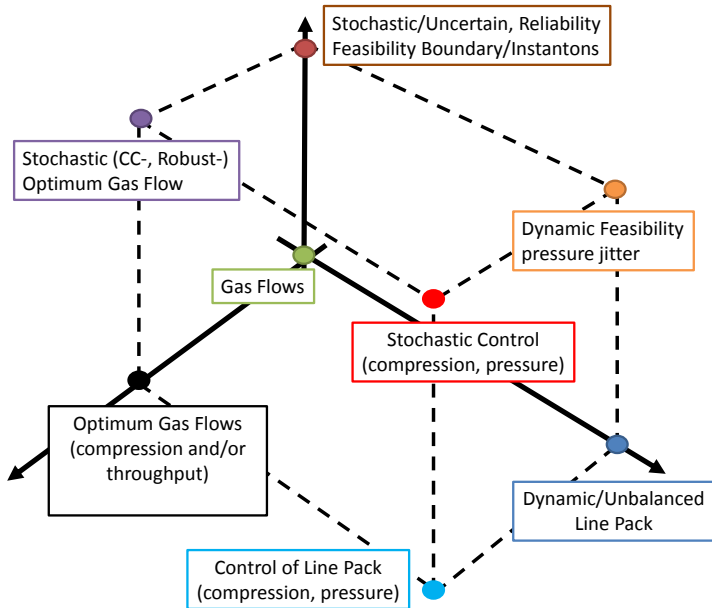 Stochastic/Uncertain, Reliability
Feasibility Boundary/Instantons
Stochastic (CC-, Robust-)
Optimum Gas Flow
Dynamic Feasibility
pressure jitter
Gas Flows
Stochastic Control
(compression, pressure)
Optimum Gas Flows
(compression and/or
throughput)
Dynamic/Unbalanced
Line Pack
Control of Line Pack
(compression, pressure)